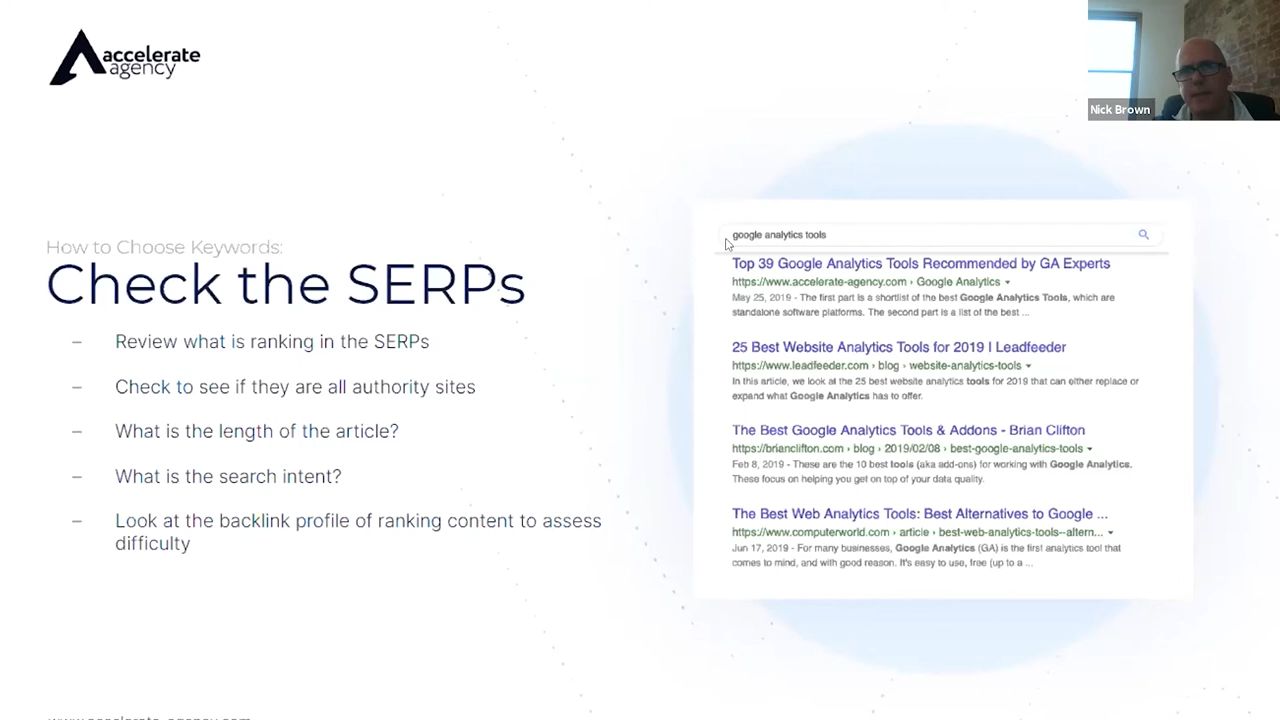 accelerate
agency
Nick Brown
How to Choose Keywords:
Check the SERPs
– Review what is ranking in the SERPs
– Check to see if they are all authority sites
– What is the length of the article?
– What is the search intent?
– Look at the backlink profile of ranking content to assess
difficulty
google analytics tools
Top 39 Google Analytics Tools Recommended by GA Experts
https://www.accelerate-agency.com › Google Analytics
May 25, 2019 - The first part is a shortlist of the best Google Analytics Tools, which are
standalone software platforms. The second part is a list of the best ...
25 Best Website Analytics Tools for 2019 | Leadfeeder
https://www.leadfeeder.com › blog › website-analytics-tools
In this article, we look at the 25 best website analytics tools for 2019 that can either replace or
expand what Google Analytics has to offer.
The Best Google Analytics Tools & Addons - Brian Clifton
https://brianclifton.com › blog › 2019/02/08 › best-google-analytics-tools
Feb 8, 2019 - These are the 10 best tools (aka add-ons) for working with Google Analytics.
These focus on helping you get on top of your data quality.
The Best Web Analytics Tools: Best Alternatives to Google ...
https://www.computerworld.com › article › best-web-analytics-tools--altern...
Jun 17, 2019 - For many businesses, Google Analytics (GA) is the first analytics tool that
comes to mind, and with good reason. It's easy to use, free (up to a ...